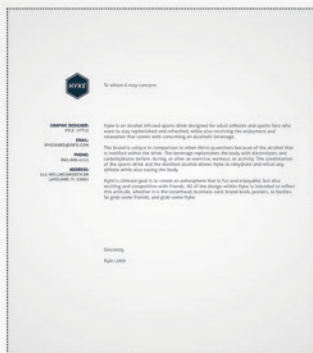 HYKE
To whom it may concern:
GRAPHIC DESIGNER:
KYLE LITTLE
EMAIL:
PHONE:
ADDRESS:
Hyke is an alcohol infused sports drink designed for adult athletes and sports fans who
want to stay replenished and refreshed, while also receiving the enjoyment and
relaxation that comes with consuming an alcoholic beverage.
The brand is unique in comparison to other thirst quenchers because of the alcohol that
is instilled within the drink. The beverage replenishes the body with electrolytes and
carbohydrates before, during, or after an exercise, workout, or activity. The combination
of the sports drink and the distilled alcohol allows Hyke to rehydrate and refuel any
athlete while also easing the body.
Hyke's ultimate goal is to create an atmosphere that is fun and enjoyable, but also
exciting and competitive with friends. All of the design within Hyke is intended to reflect
this attitude, whether it is the letterhead, business card, brand book, posters, or bottles.
So grab some friends, and grab some Hyke.
Sincerely,
Kyle Little